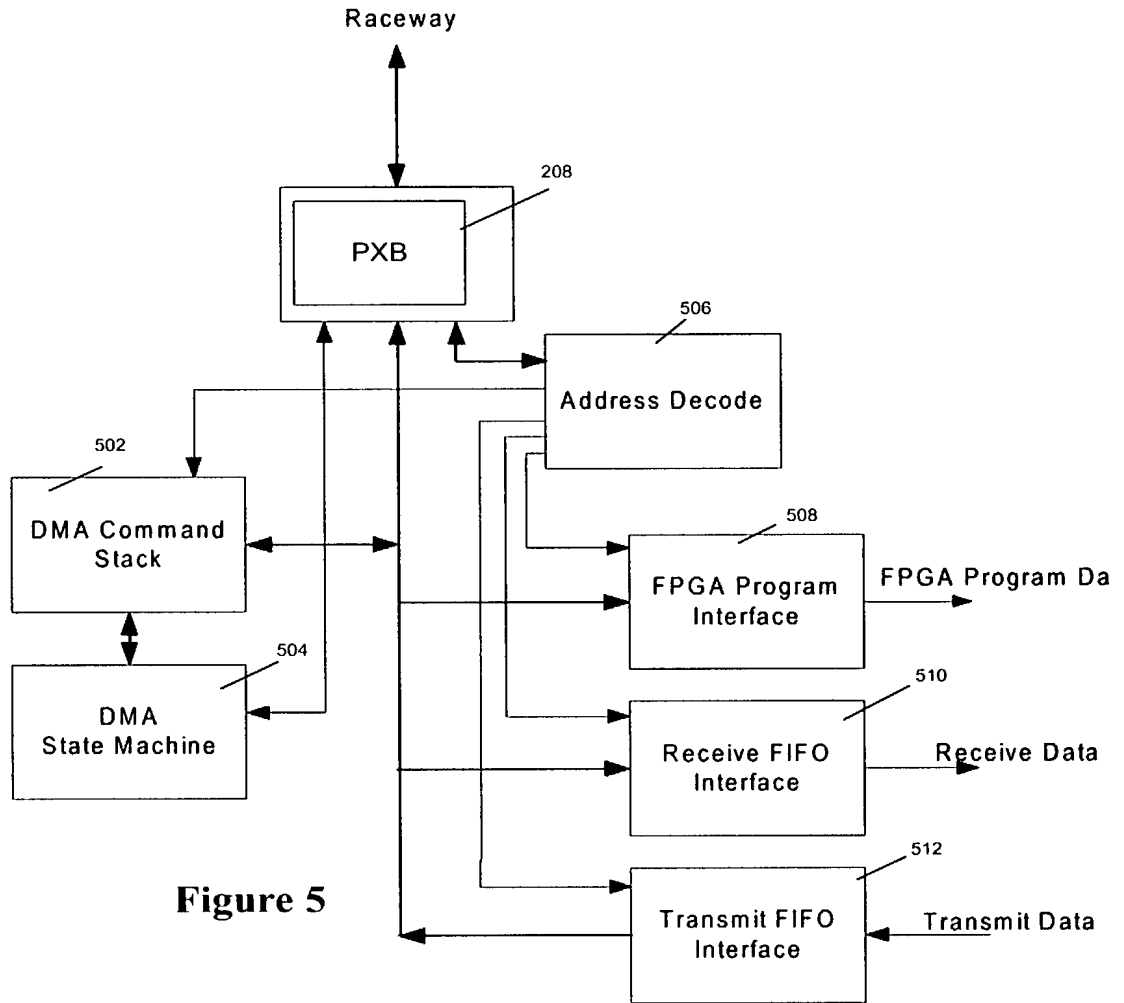 Raceway
208
PXB
506
Address Decode
502
DMA Command
Stack
508
FPGA Program
Interface
FPGA Program Da
504
DMA
State Machine
510
Receive FIFO
Interface
Receive Data
512
Transmit FIFO
Interface
Transmit Data
Figure 5